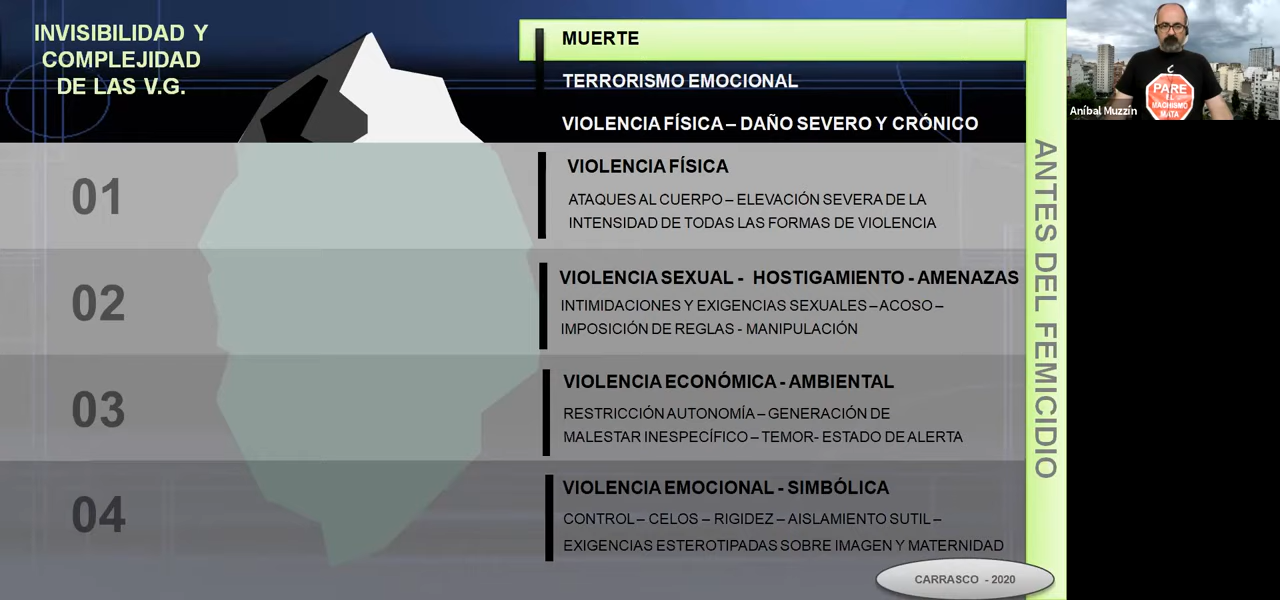 INVISIBILIDAD Y
COMPLEJIDAD
DE LAS V.G.
MUERTE
TERRORISMO EMOCIONAL
VIOLENCIA FÍSICA – DAÑO SEVERO Y CRÓNICO
01
VIOLENCIA FÍSICA
ATAQUES AL CUERPO – ELEVACIÓN SEVERA DE LA
INTENSIDAD DE TODAS LAS FORMAS DE VIOLENCIA
02
VIOLENCIA SEXUAL - HOSTIGAMIENTO - AMENAZAS
INTIMIDACIONES Y EXIGENCIAS SEXUALES – ACOSO –
IMPOSICIÓN DE REGLAS - MANIPULACIÓN
03
VIOLENCIA ECONÓMICA - AMBIENTAL
RESTRICCIÓN AUTONOMÍA – GENERACIÓN DE
MALESTAR INESPECÍFICO – TEMOR- ESTADO DE ALERTA
04
VIOLENCIA EMOCIONAL - SIMBÓLICA
CONTROL – CELOS – RIGIDEZ – AISLAMIENTO SUTIL –
EXIGENCIAS ESTEROTIPADAS SOBRE IMAGEN Y MATERNIDAD
CARRASCO - 2020
ANTES DEL FEMICIDIO
PARE
EL
MACHISMO
MATA
Aníbal Muzzín